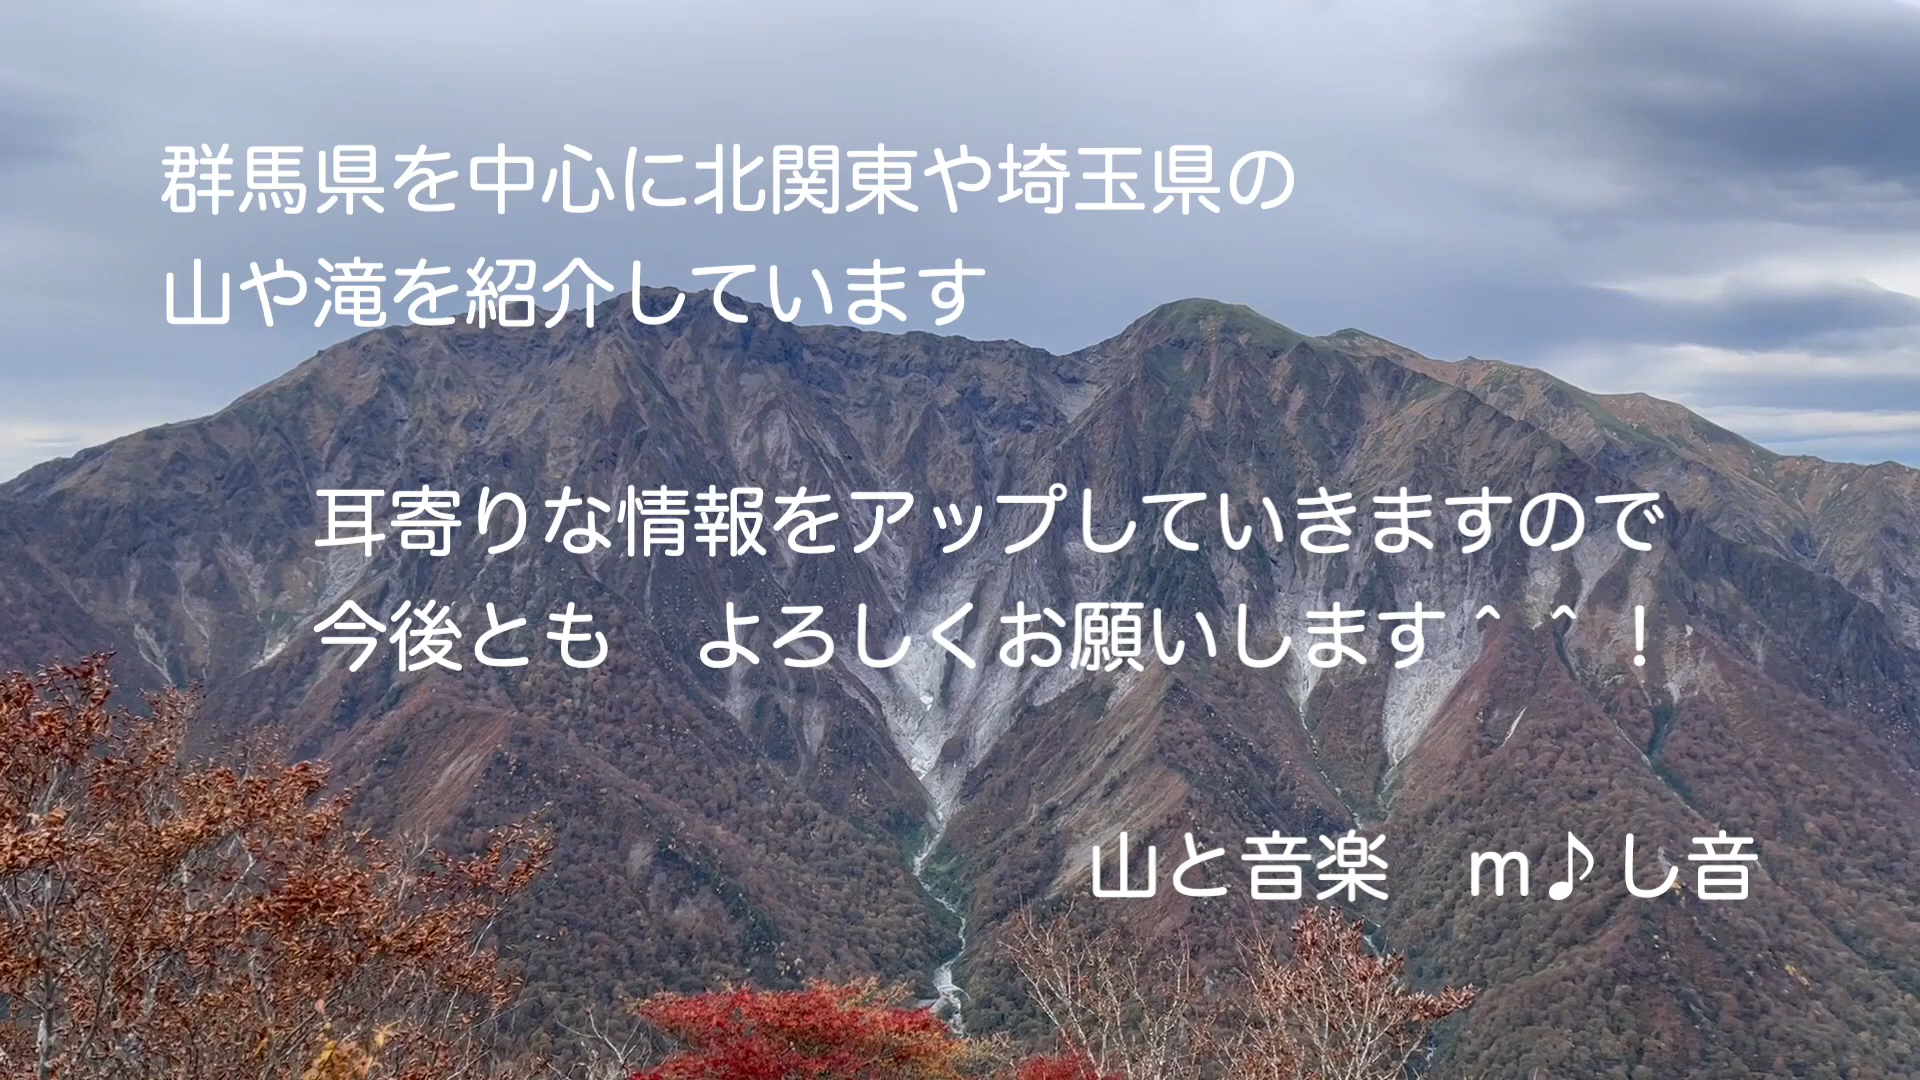 群馬県を中心に北関東や埼玉県の
山や滝を紹介しています
耳寄りな情報をアップしていきますので
今後とも　よろしくお願いします＾＾！
山と音楽　m♪し音